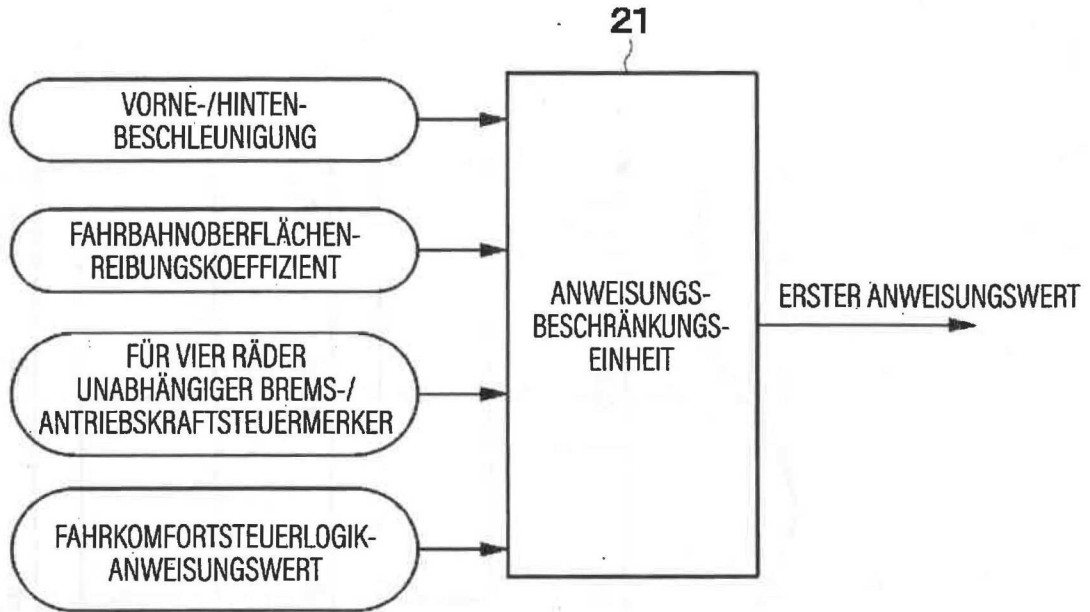 21
VORNE-/HINTEN-
BESCHLEUNIGUNG
FAHRBAHNOBERFLÄCHEN-
REIBUNGSKOEFFIZIENT
FÜR VIER RÄDER
UNABHÄNGIGER BREMS-/
ANTRIEBSKRAFTSTEUERMERKER
FAHRKOMFORTSTEUERLOGIK-
ANWEISUNGSWERT
ANWEISUNGS-
BESCHRÄNKUNGS-
EINHEIT
ERSTER ANWEISUNGSWERT